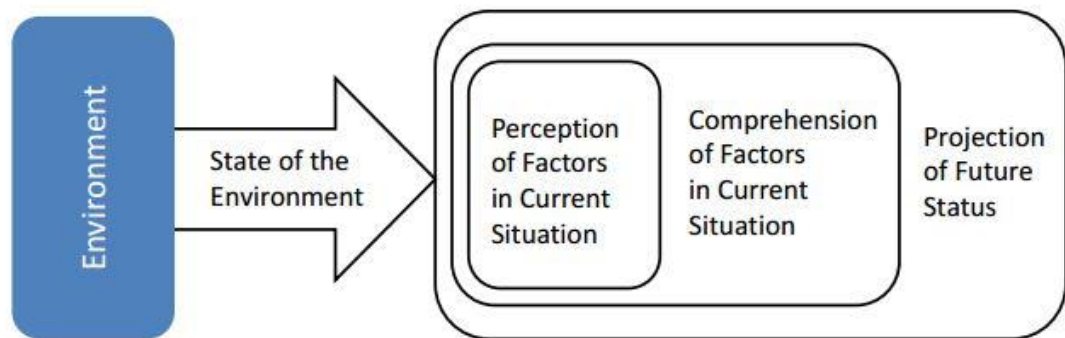 Environment
State of the
Environment
Perception
of Factors
in Current
Situation
Comprehension
of Factors
in Current
Situation
Projection
of Future
Status